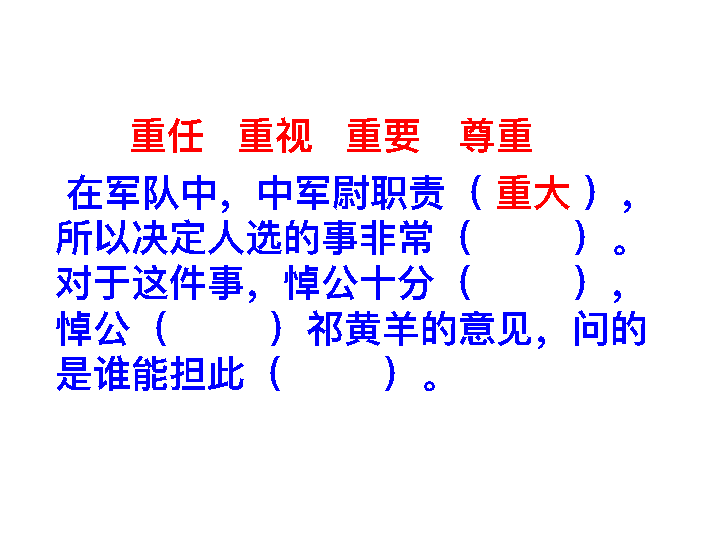 重任 重视 重要 尊重
在军队中，中军尉职责（ 重大 ），
所以决定人选的事非常（ ）。
对于这件事，悼公十分（ ），
悼公（ ）祁黄羊的意见，问的
是谁能担此（ ）。